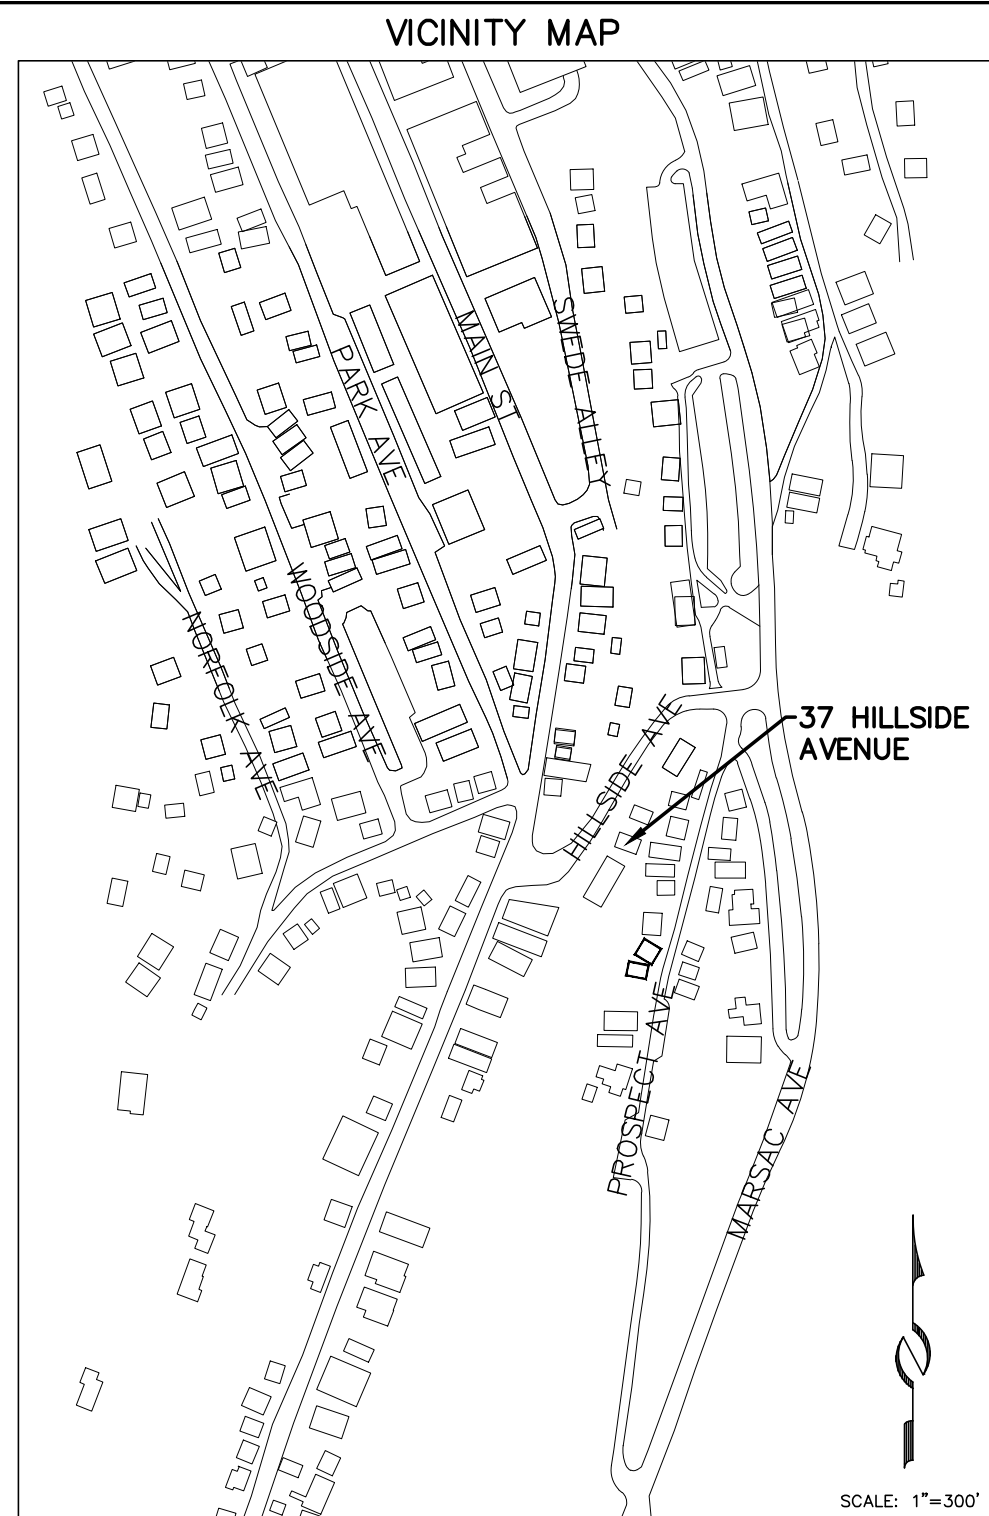 VICINITY MAP
SWEDE ALLEY
MAIN ST
PARK AVE
WOODSIDE AVE
NORFOLK AVE
HILLSIDE AVE
37 HILLSIDE
AVENUE
PROSPECT AVE
MARSAC AVE
SCALE: 1"=300'